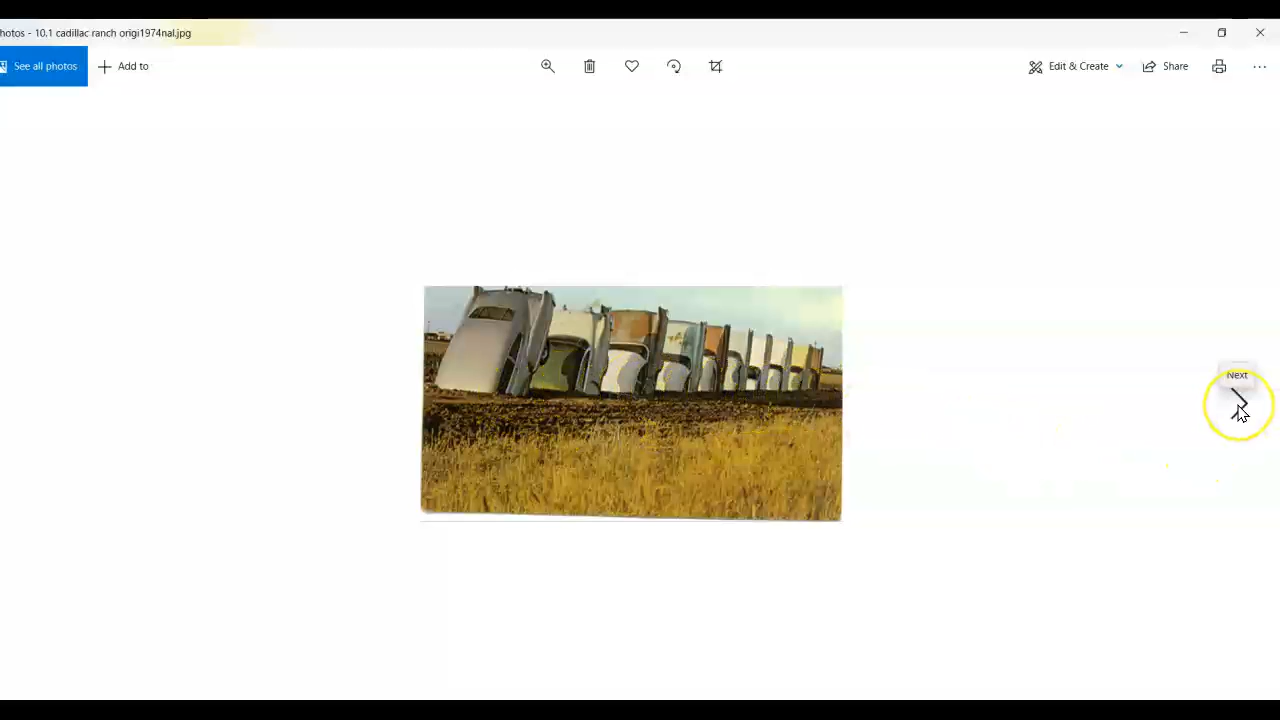 hotos - 10.1 cadillac ranch origi1974nal.jpg
See all photos
Add to
Edit & Create
Share
Next